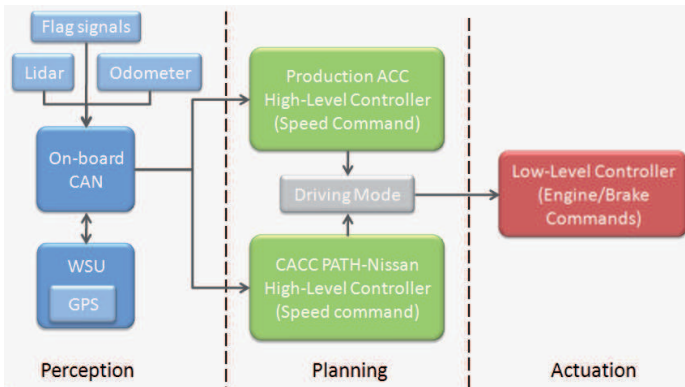 Flag signals
Lidar
Odometer
On-board
CAN
WSU
GPS
Production ACC
High-Level Controller
(Speed Command)
Driving Mode
CACC PATH-Nissan
High-Level Controller
(Speed command)
Low-Level Controller
(Engine/Brake
Commands)
Perception
Planning
Actuation